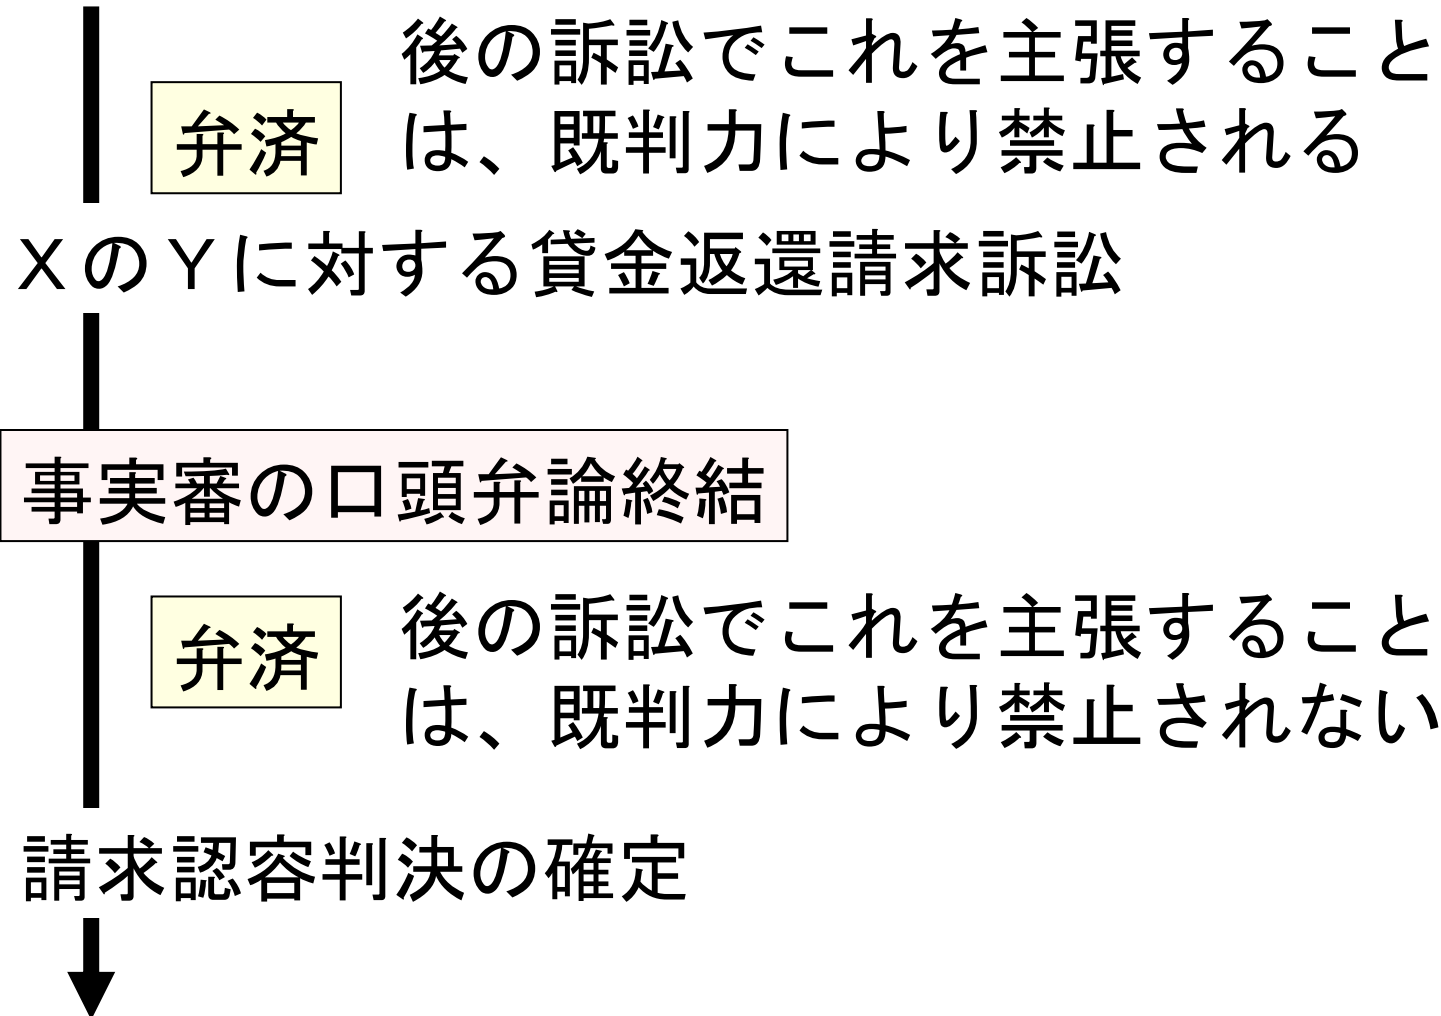 後の訴訟でこれを主張すること
は、既判力により禁止される
弁済
ＸのＹに対する貸金返還請求訴訟
事実審の口頭弁論終結
後の訴訟でこれを主張すること
は、既判力により禁止されない
弁済
請求認容判決の確定